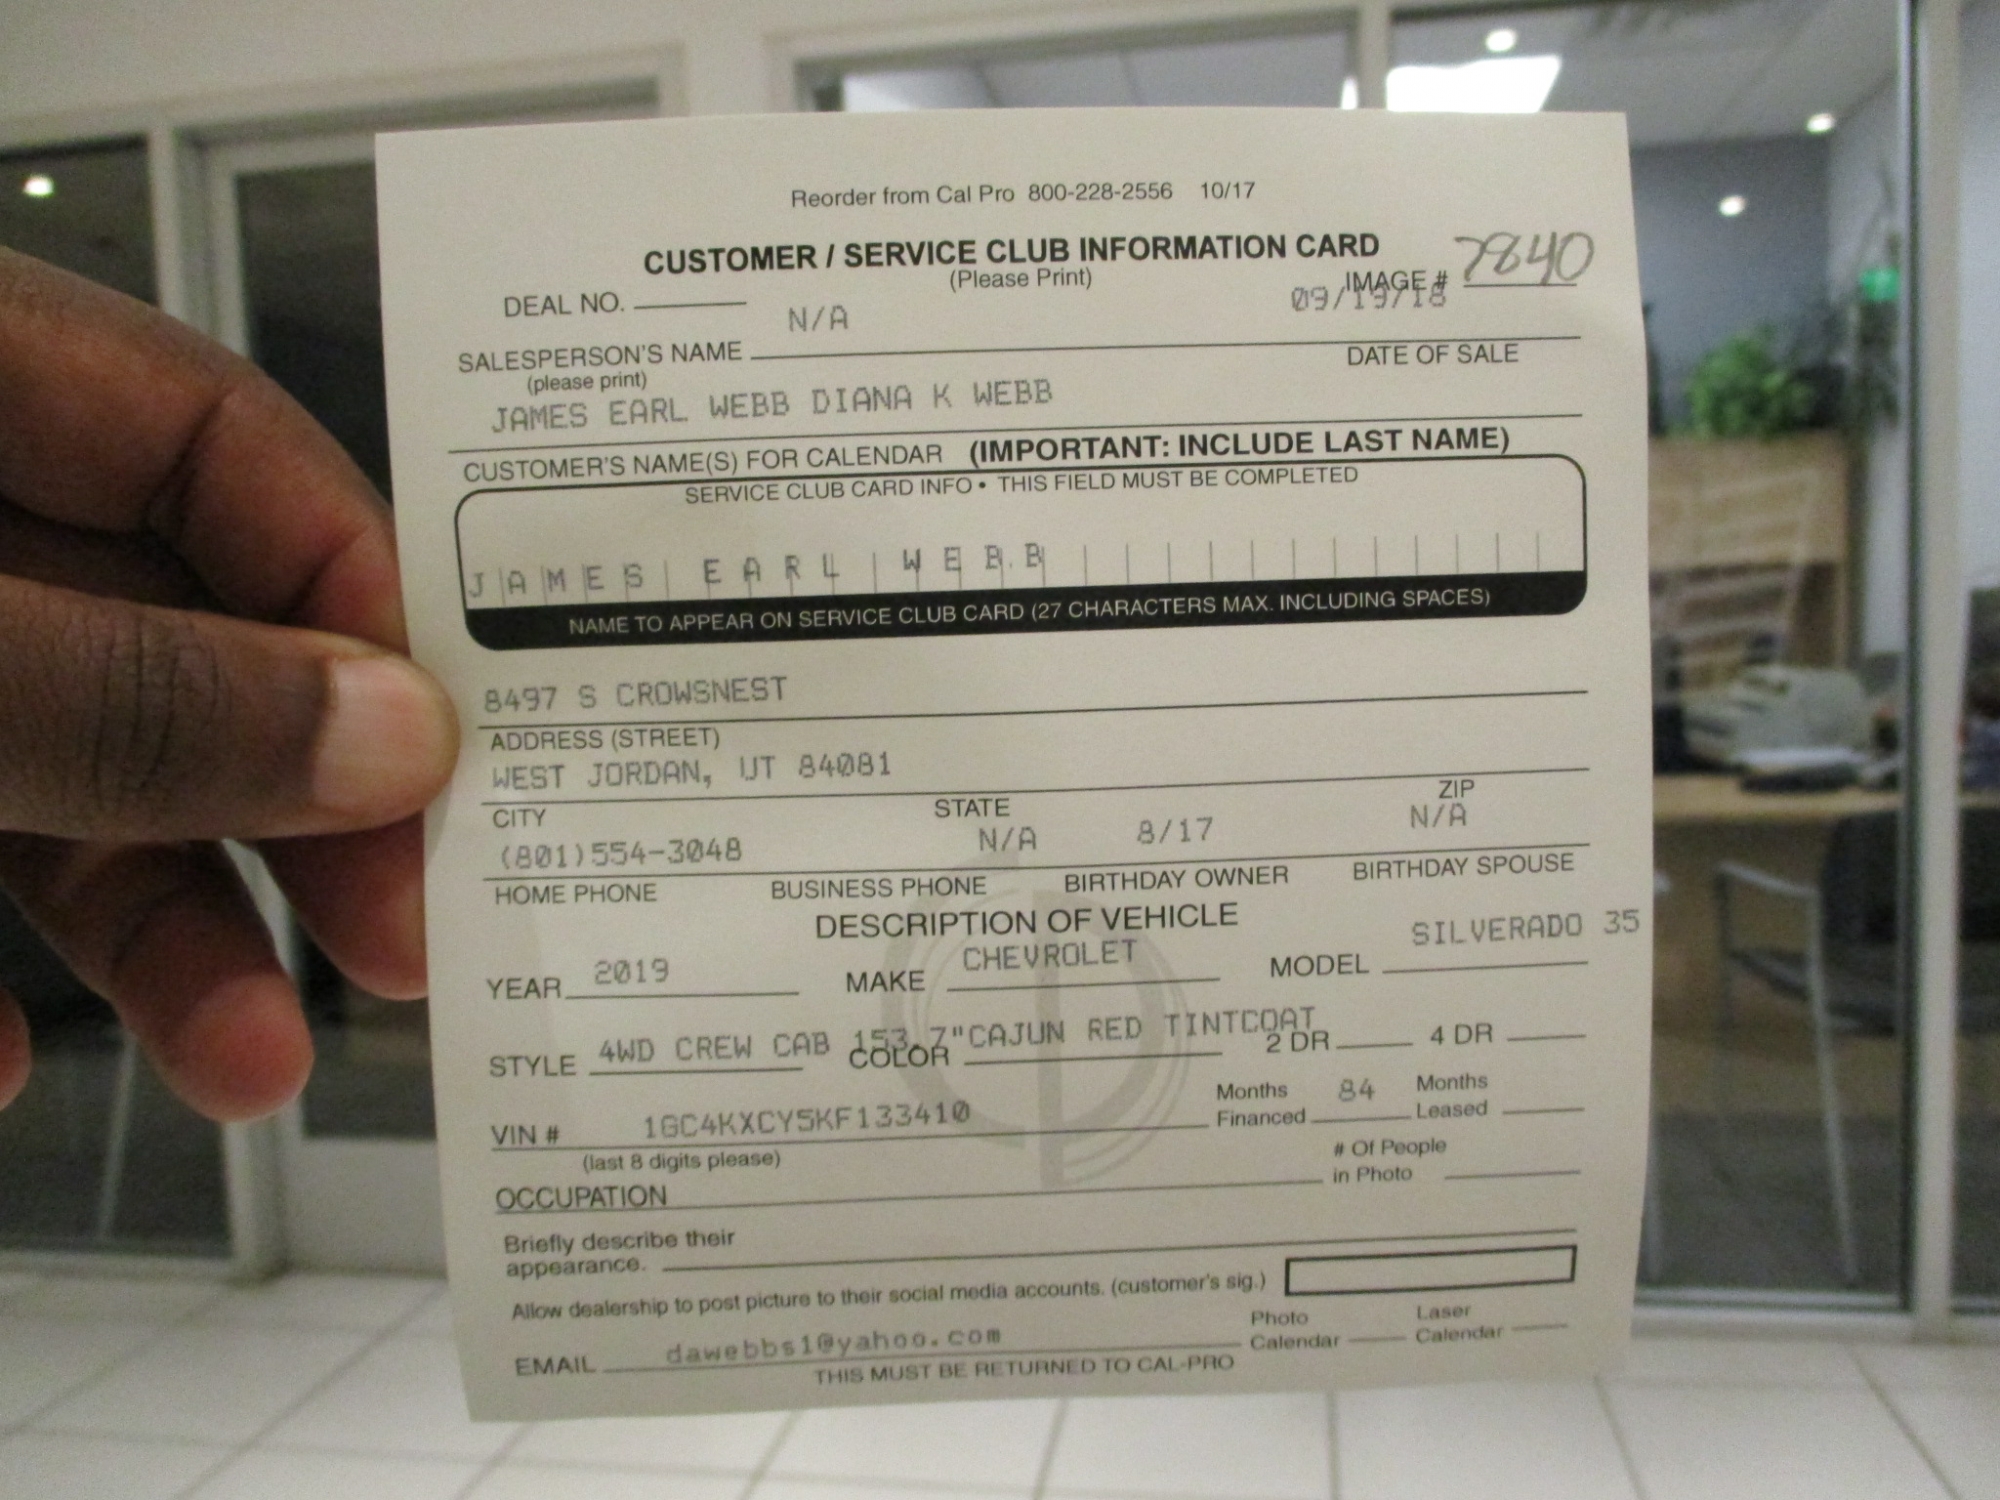 Reorder from Cal Pro 800-228-2556 10/17
CUSTOMER / SERVICE CLUB INFORMATION CARD
(Please Print)
IMAGE # 7840
DEAL NO.
N/A
09/19/18
SALESPERSON'S NAME
DATE OF SALE
(please print)
JAMES EARL WEBB DIANA K WEBB
CUSTOMER'S NAME(S) FOR CALENDAR (IMPORTANT: INCLUDE LAST NAME)
SERVICE CLUB CARD INFO • THIS FIELD MUST BE COMPLETED
JAMES EARL WEBB
NAME TO APPEAR ON SERVICE CLUB CARD (27 CHARACTERS MAX. INCLUDING SPACES)
8497 S CROWSNEST
ADDRESS (STREET)
WEST JORDAN, UT 84081
CITY STATE ZIP
(801)554-3048 N/A 8/17 N/A
HOME PHONE BUSINESS PHONE BIRTHDAY OWNER BIRTHDAY SPOUSE
DESCRIPTION OF VEHICLE
YEAR 2019 MAKE CHEVROLET MODEL SILVERADO 35
STYLE 4WD CREW CAB 153.7" COLOR CAJUN RED TINTCOAT 2 DR 4 DR
VIN # 1GC4KXCY5KF133410
(last 8 digits please)
Months Financed 84 Months Leased
# Of People in Photo
OCCUPATION
Briefly describe their
appearance.
Allow dealership to post picture to their social media accounts. (customer's sig.)
EMAIL dawebbs1@yahoo.com
Photo Calendar Laser Calendar
THIS MUST BE RETURNED TO CAL-PRO